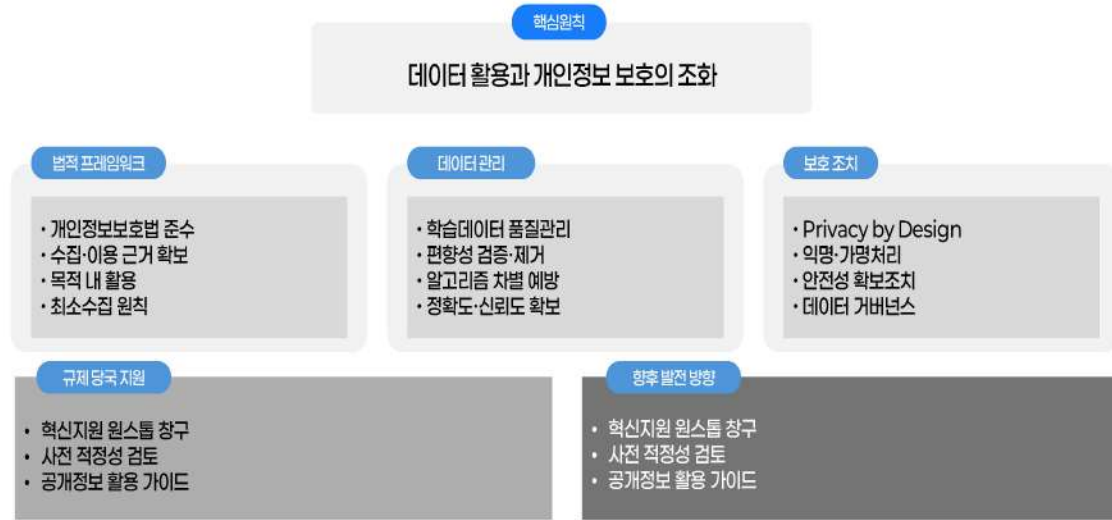 핵심원칙
데이터 활용과 개인정보 보호의 조화
법적 프레임워크
• 개인정보보호법 준수
• 수집·이용 근거 확보
• 목적 내 활용
• 최소수집 원칙
데이터 관리
• 학습데이터 품질관리
• 편향성 검증·제거
• 알고리즘 차별 예방
• 정확도·신뢰도 확보
보호 조치
• Privacy by Design
• 익명·가명처리
• 안전성 확보조치
• 데이터 거버넌스
규제 당국 지원
• 혁신지원 원스톱 창구
• 사전 적정성 검토
• 공개정보 활용 가이드
향후 발전 방향
• 혁신지원 원스톱 창구
• 사전 적정성 검토
• 공개정보 활용 가이드